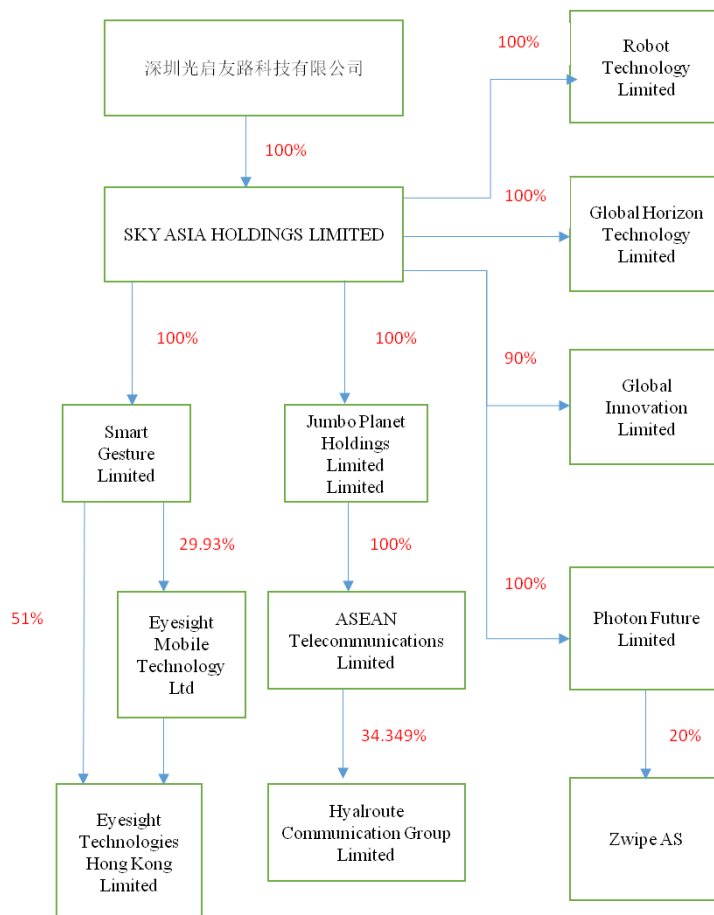 深圳光启友路科技有限公司
100%
Robot
Technology
Limited
100%
SKY ASIA HOLDINGS LIMITED
100%
Global Horizon
Technology
Limited
100%
100%
90%
Global
Innovation
Limited
Smart
Gesture
Limited
Jumbo Planet
Holdings
Limited
Limited
29.93%
100%
51%
100%
Eyesight
Mobile
Technology
Ltd
ASEAN
Telecommunications
Limited
Photon Future
Limited
34.349%
20%
Eyesight
Technologies
Hong Kong
Limited
Hyalroute
Communication Group
Limited
Zwipe AS